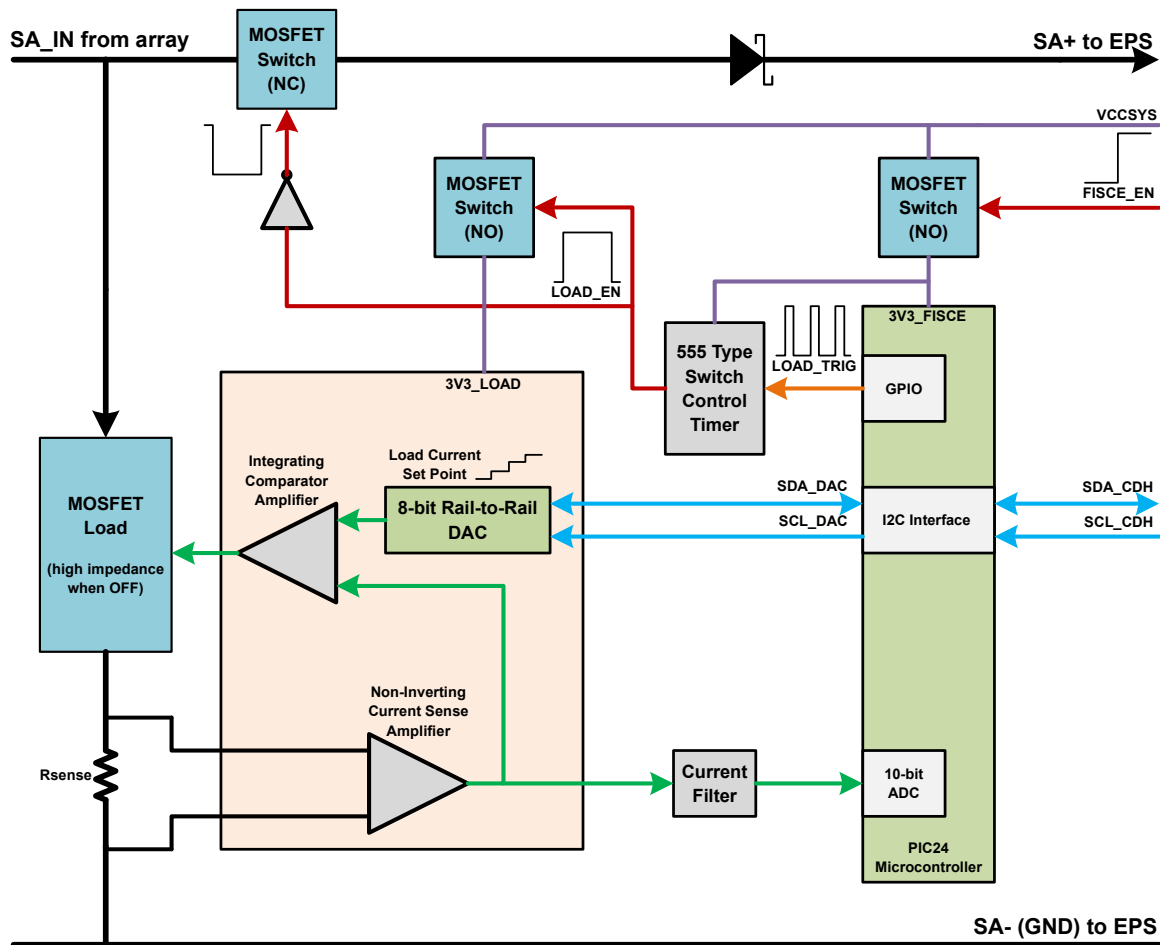 SA_IN from array
MOSFET
Switch
(NC)
SA+ to EPS
VCCSYS
MOSFET
Switch
(NO)
MOSFET
Switch
(NO)
FISCE_EN
LOAD_EN
3V3_FISCE
555 Type
Switch
Control
Timer
LOAD_TRIG
GPIO
3V3_LOAD
MOSFET
Load
(high impedance
when OFF)
Integrating
Comparator
Amplifier
Load Current
Set Point
8-bit Rail-to-Rail
DAC
SDA_DAC
SCL_DAC
I2C Interface
SDA_CDH
SCL_CDH
Non-Inverting
Current Sense
Amplifier
Rsense
Current
Filter
10-bit
ADC
PIC24
Microcontroller
SA- (GND) to EPS